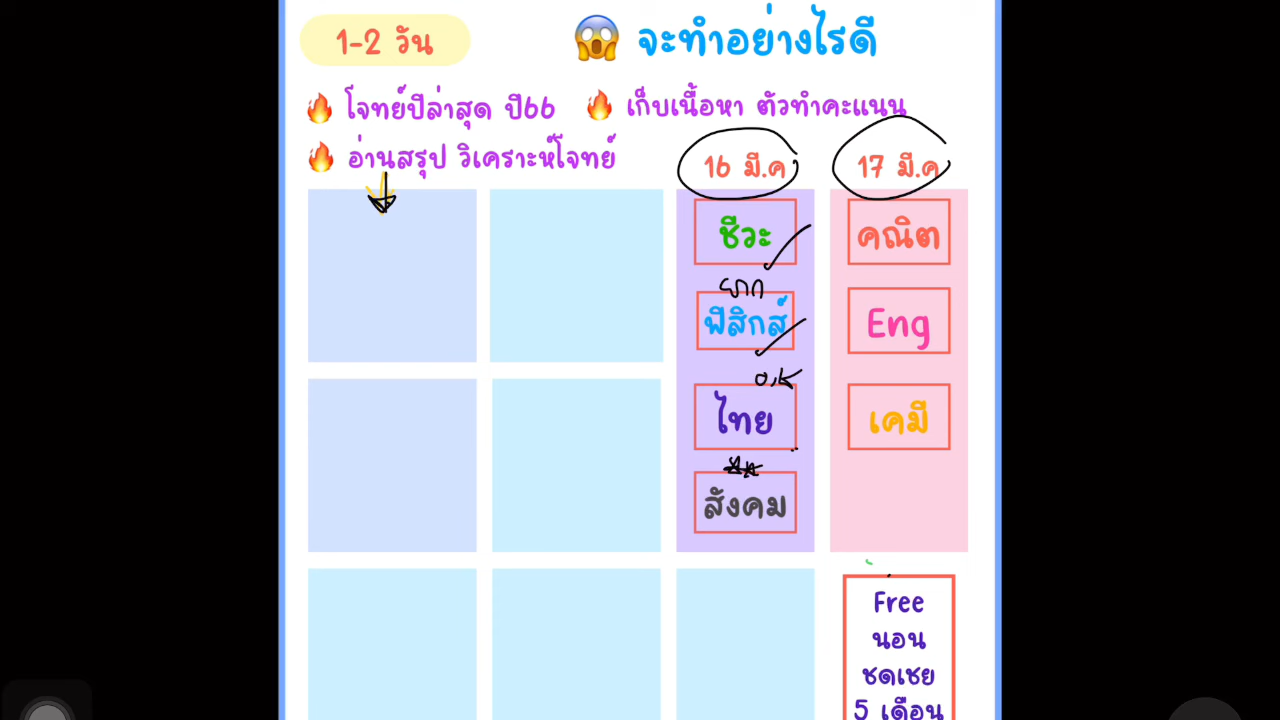 1-2 วัน
จะทำอย่างไรดี
โจทย์ปีล่าสุด ปี66
เก็บเนื้อหา ตัวทำคะแนน
อ่านสรุป วิเคราะห์โจทย์
16 มี.ค
17 มี.ค
ชีวะ
คณิต
ยาก
ฟิสิกส์
Eng
ไทย
เคมี
สังคม
Free
นอน
ชดเชย
5 เดือน